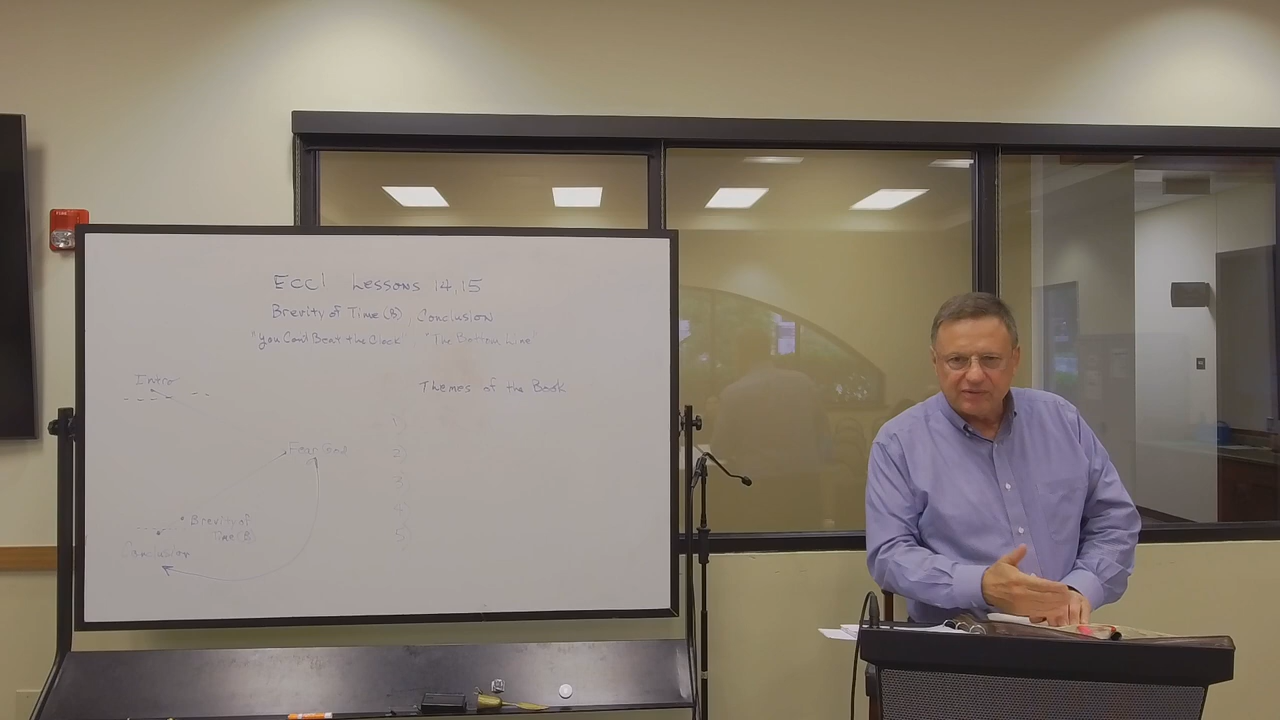 Eccl Lessons 14,15
Brevity of Time (B) Conclusion
"You Can't Beat the Clock" "The Bottom Line"
Intro
Themes of the Book
1)
Fear God
2)
3)
4)
Brevity of
Time (B)
5)
Conclusion